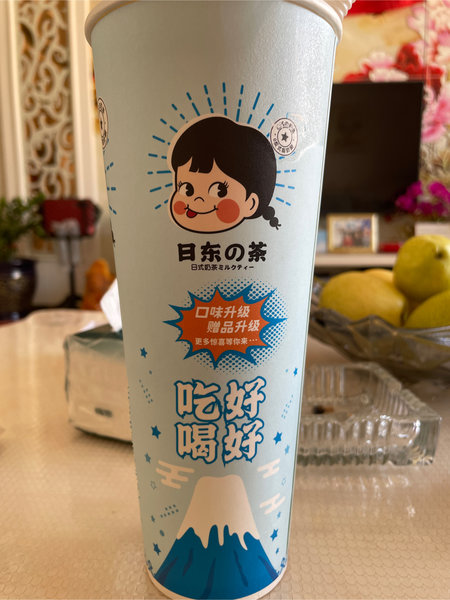 日东の茶
日式奶茶ミルクティー
口味升级
赠品升级
更多惊喜等你来···
吃好
喝好